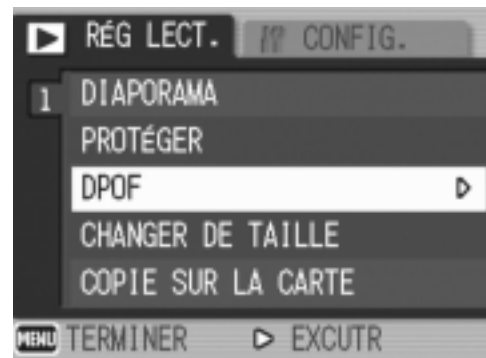 RÉG LECT. CONFIG.
1 DIAPORAMA
PROTÉGER
DPOF
CHANGER DE TAILLE
COPIE SUR LA CARTE
MENU TERMINER EXCUTR